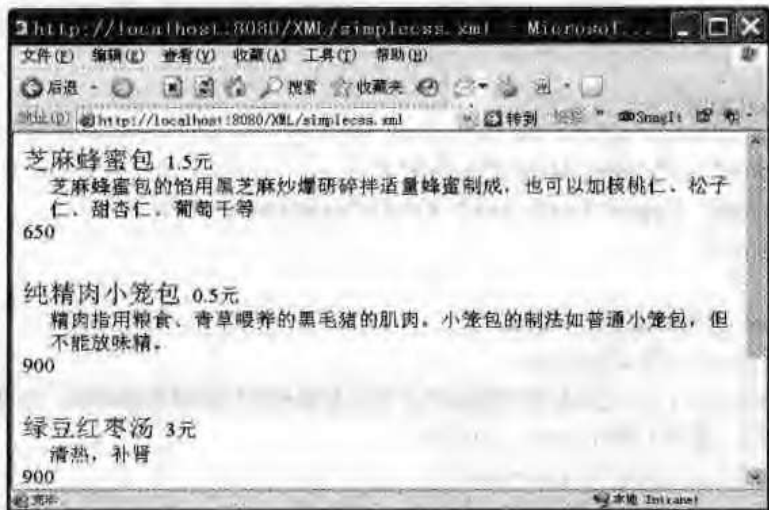 http://localhost:8080/XML/simplecss.xml - Microsof...
文件(F) 编辑(E) 查看(V) 收藏(A) 工具(T) 帮助(H)
后退 搜索 收藏夹
地址(D) http://localhost:8080/XML/simplecss.xml 转到 SnagIt
芝麻蜂蜜包 1.5元
芝麻蜂蜜包的馅用黑芝麻炒爆研碎拌适量蜂蜜制成，也可以加核桃仁、松子
仁、甜杏仁、葡萄干等
650
纯精肉小笼包 0.5元
精肉指用粮食、青草喂养的黑毛猪的肌肉。小笼包的制法如普通小笼包，但
不能放味精。
900
绿豆红枣汤 3元
清热，补肾
900
完毕 本地 Intranet